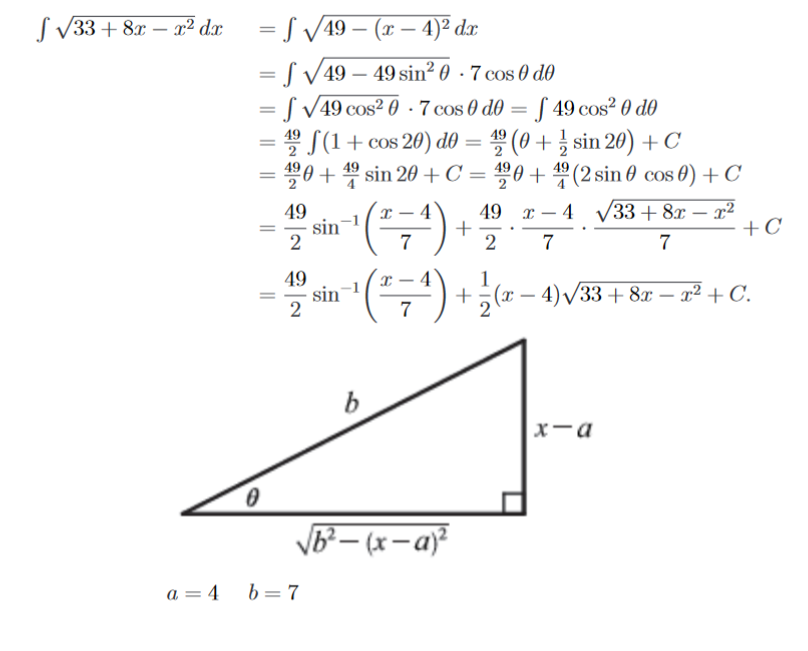 ∫ √(33 + 8x − x²) dx = ∫ √(49 − (x − 4)²) dx
= ∫ √(49 − 49 sin² θ) · 7 cos θ dθ
= ∫ √(49 cos² θ) · 7 cos θ dθ = ∫ 49 cos² θ dθ
= 49/2 ∫(1 + cos 2θ) dθ = 49/2 (θ + 1/2 sin 2θ) + C
= 49/2 θ + 49/4 sin 2θ + C = 49/2 θ + 49/4 (2 sin θ cos θ) + C
= 49/2 sin⁻¹((x − 4)/7) + 49/2 · (x − 4)/7 · √(33 + 8x − x²)/7 + C
= 49/2 sin⁻¹((x − 4)/7) + 1/2 (x − 4)√(33 + 8x − x²) + C.
b
x − a
θ
√(b² − (x − a)²)
a = 4 b = 7